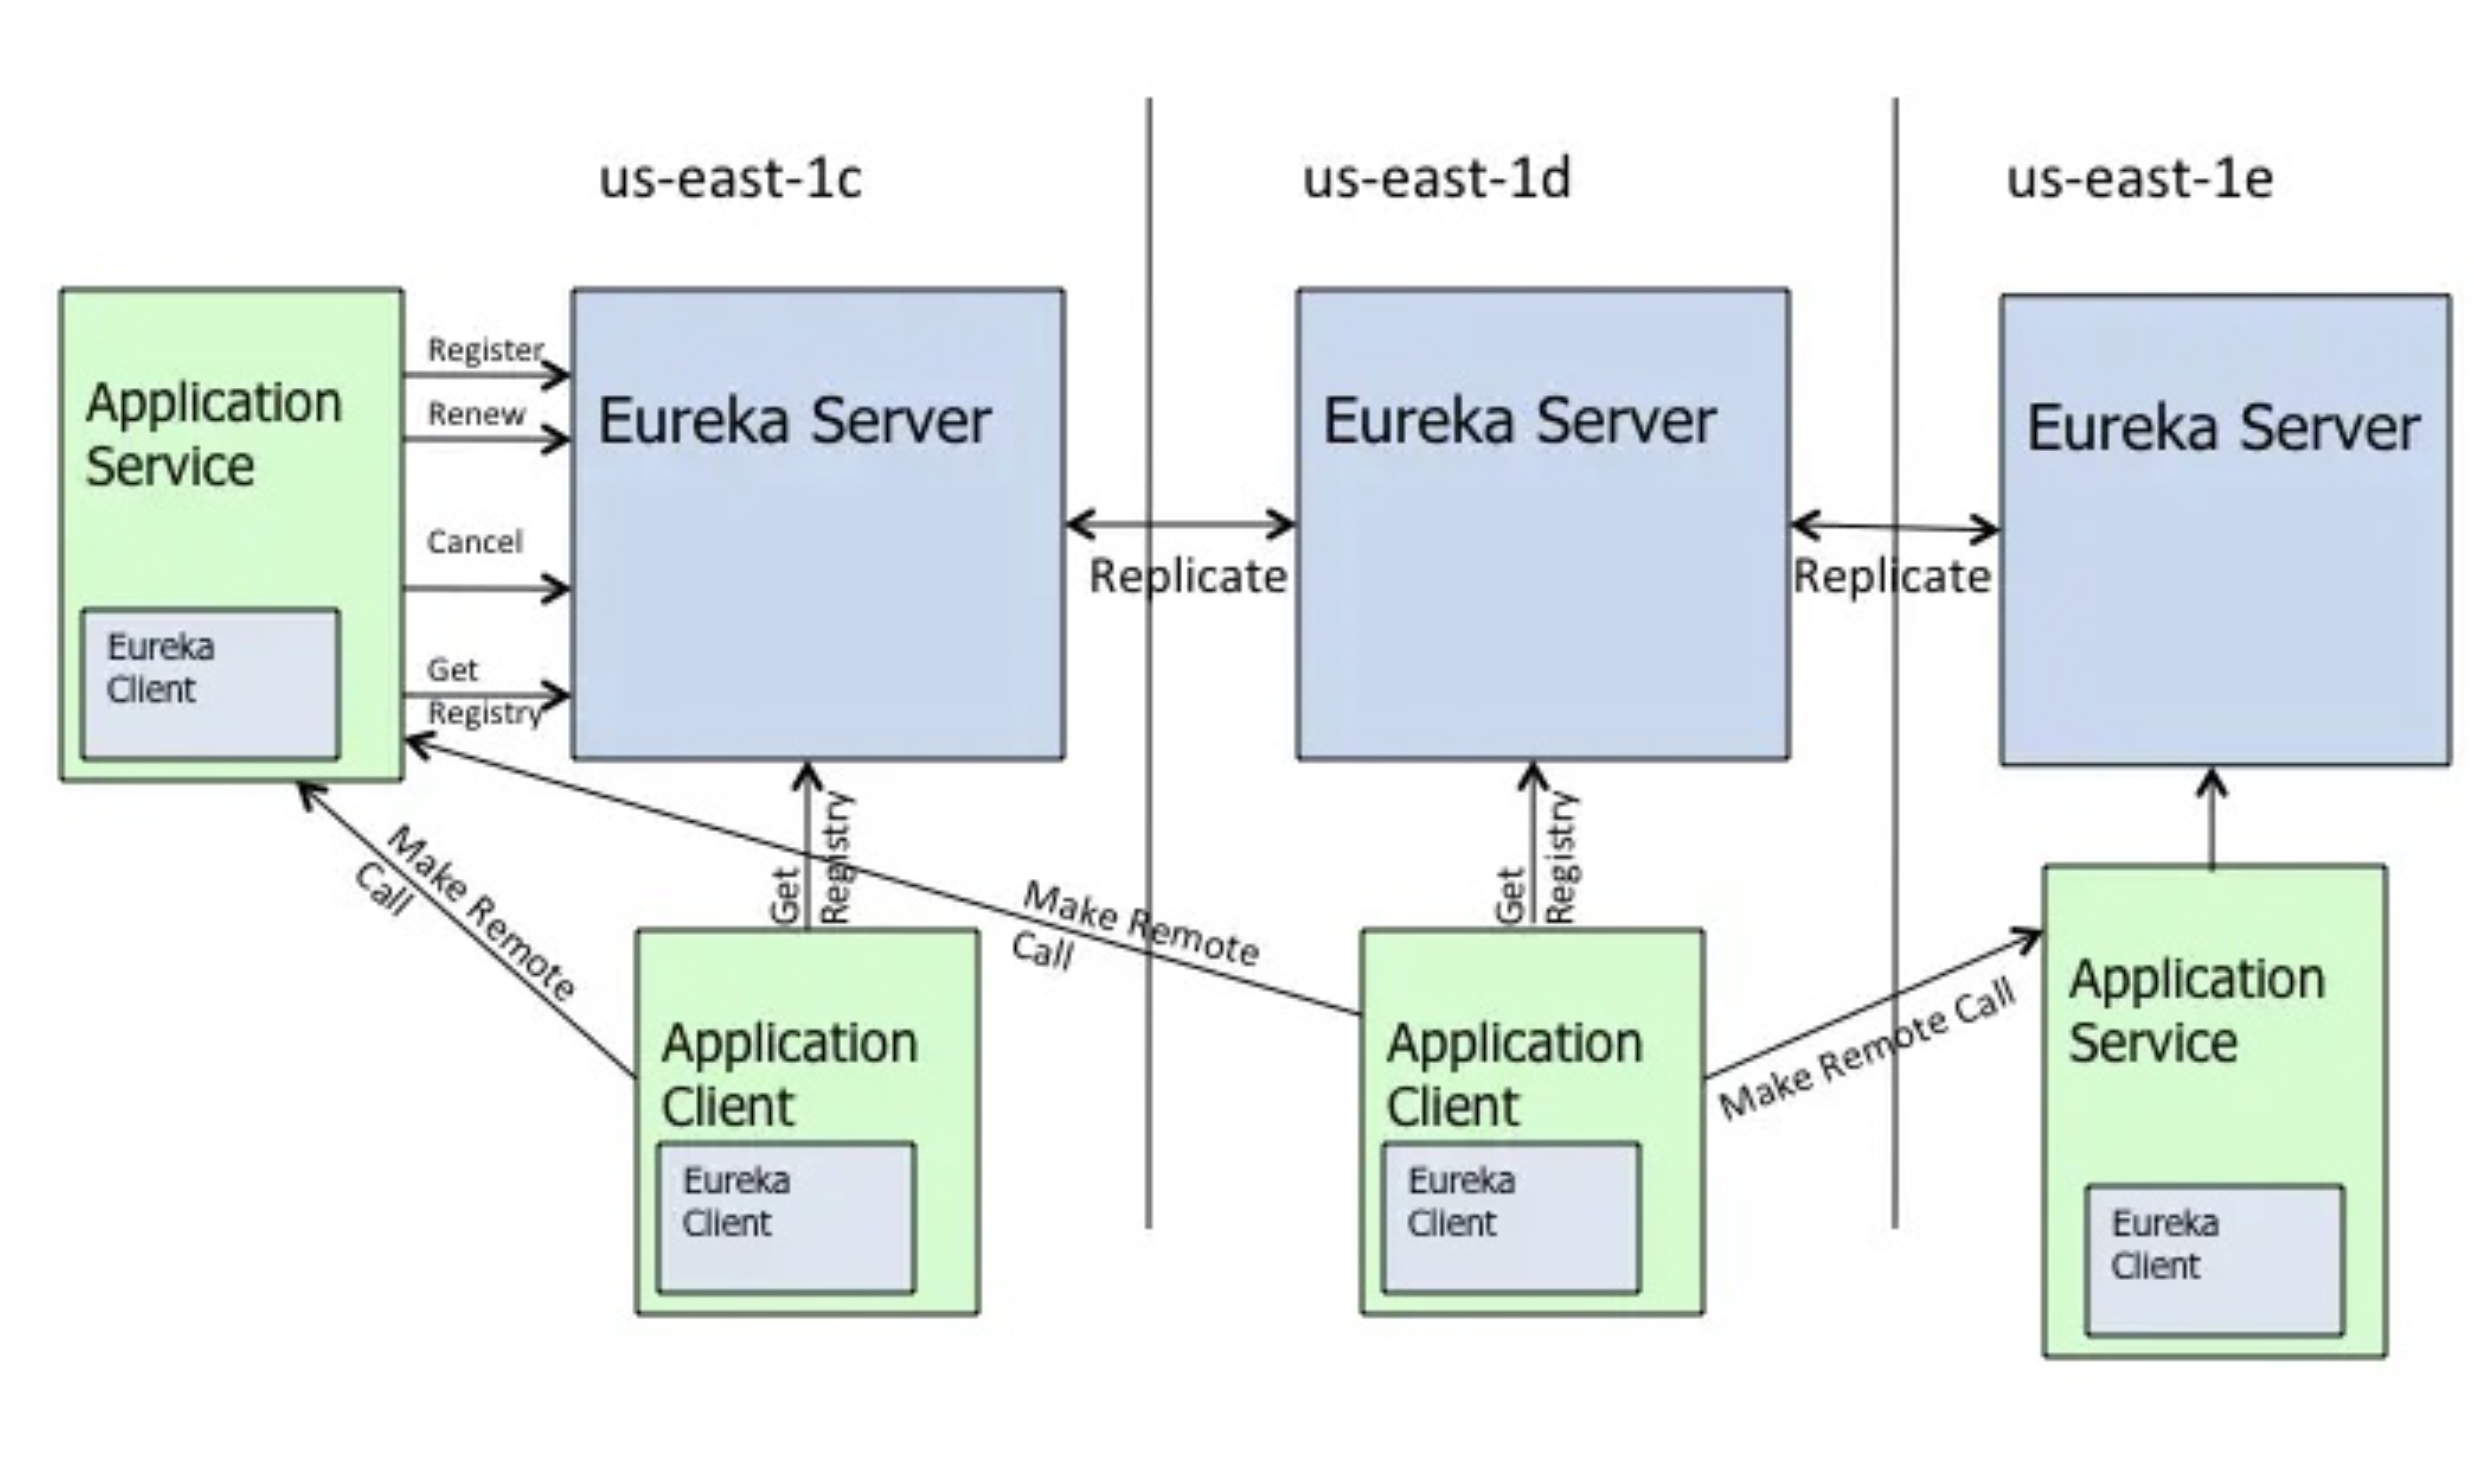 us-east-1c
us-east-1d
us-east-1e
Application
Service
Eureka
Client
Register
Renew
Cancel
Get
Registry
Eureka Server
Replicate
Eureka Server
Replicate
Eureka Server
Make Remote
Call
Get
Registry
Make Remote
Call
Get
Registry
Make Remote Call
Application
Client
Eureka
Client
Application
Client
Eureka
Client
Application
Service
Eureka
Client